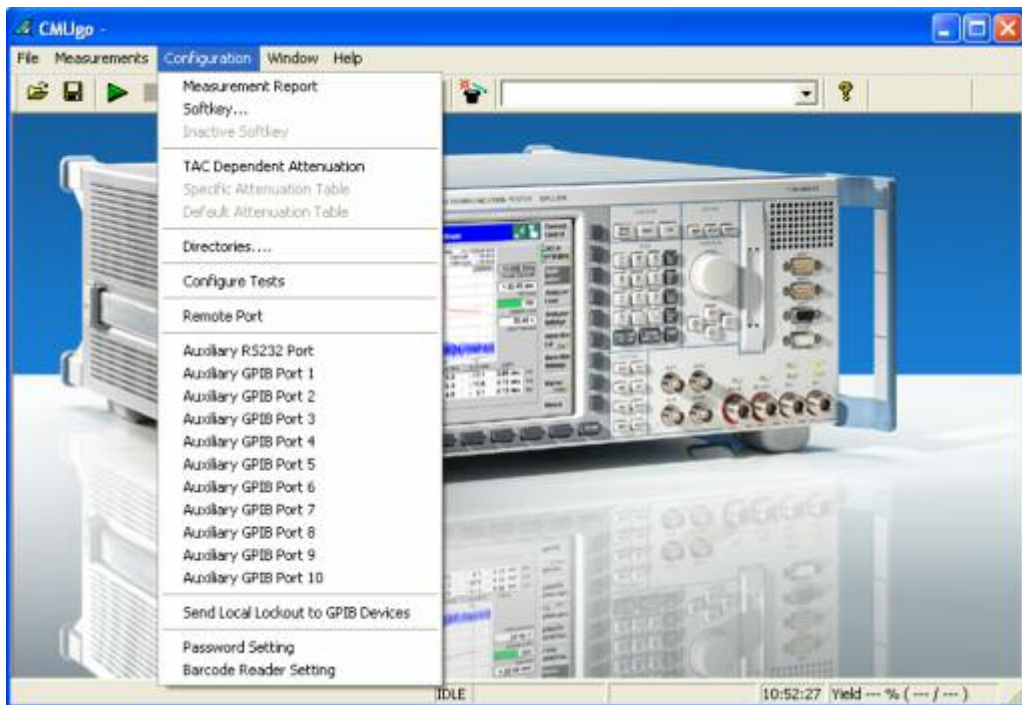 CMUgo -
File Measurements Configuration Window Help
Measurement Report
Softkey...
Inactive Softkey
TAC Dependent Attenuation
Specific Attenuation Table
Default Attenuation Table
Directories....
Configure Tests
Remote Port
Auxiliary RS232 Port
Auxiliary GPIB Port 1
Auxiliary GPIB Port 2
Auxiliary GPIB Port 3
Auxiliary GPIB Port 4
Auxiliary GPIB Port 5
Auxiliary GPIB Port 6
Auxiliary GPIB Port 7
Auxiliary GPIB Port 8
Auxiliary GPIB Port 9
Auxiliary GPIB Port 10
Send Local Lockout to GPIB Devices
Password Setting
Barcode Reader Setting
IDLE 10:52:27 Yield --- % ( --- / --- )